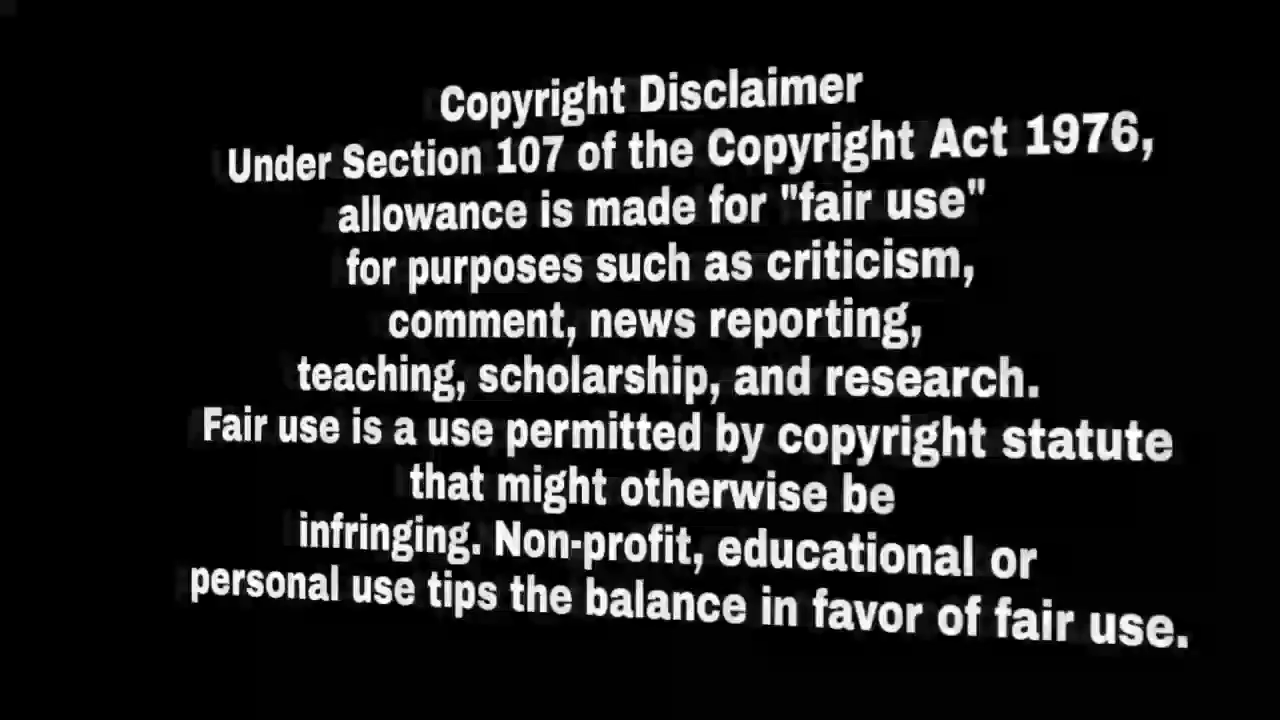 Copyright Disclaimer
Under Section 107 of the Copyright Act 1976,
allowance is made for "fair use"
for purposes such as criticism,
comment, news reporting,
teaching, scholarship, and research.
Fair use is a use permitted by copyright statute
that might otherwise be
infringing. Non-profit, educational or
personal use tips the balance in favor of fair use.